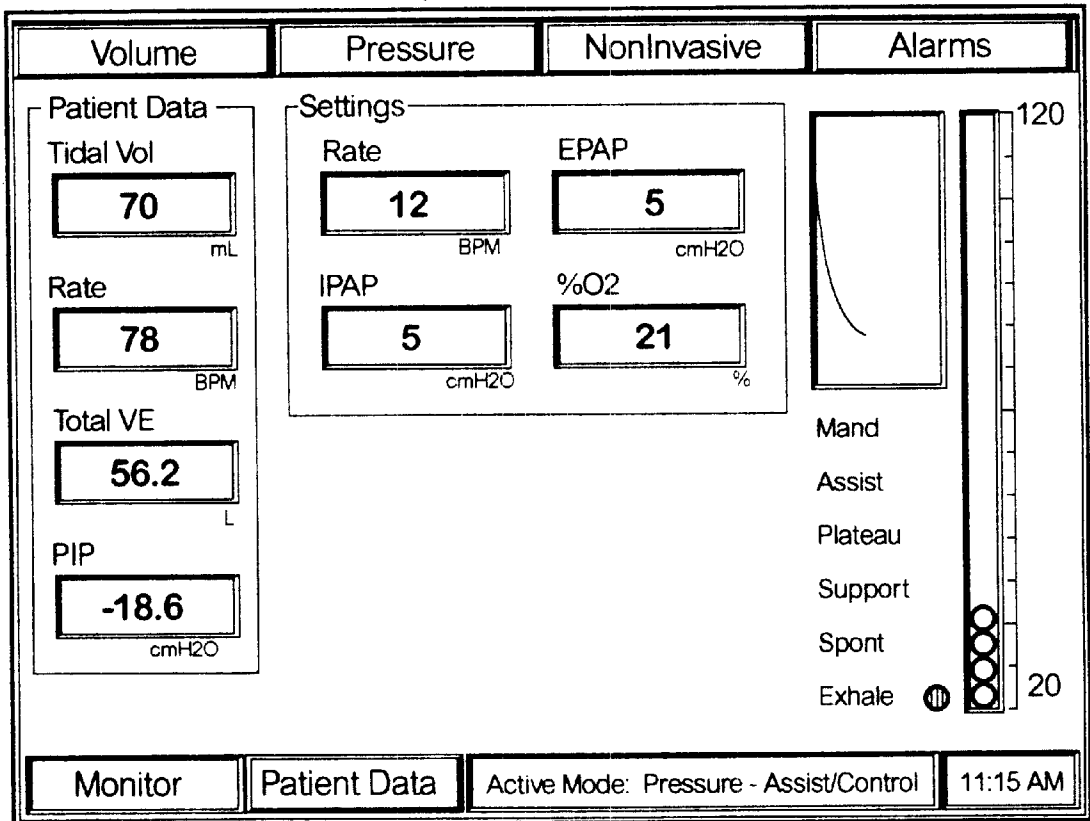 Volume
Pressure
NonInvasive
Alarms
Patient Data
Tidal Vol
70
mL
Rate
78
BPM
Total VE
56.2
L
PIP
-18.6
cmH2O
Settings
Rate
12
BPM
EPAP
5
cmH2O
IPAP
5
cmH2O
%O2
21
%
120
Mand
Assist
Plateau
Support
Spont
Exhale
20
Monitor
Patient Data
Active Mode: Pressure - Assist/Control
11:15 AM